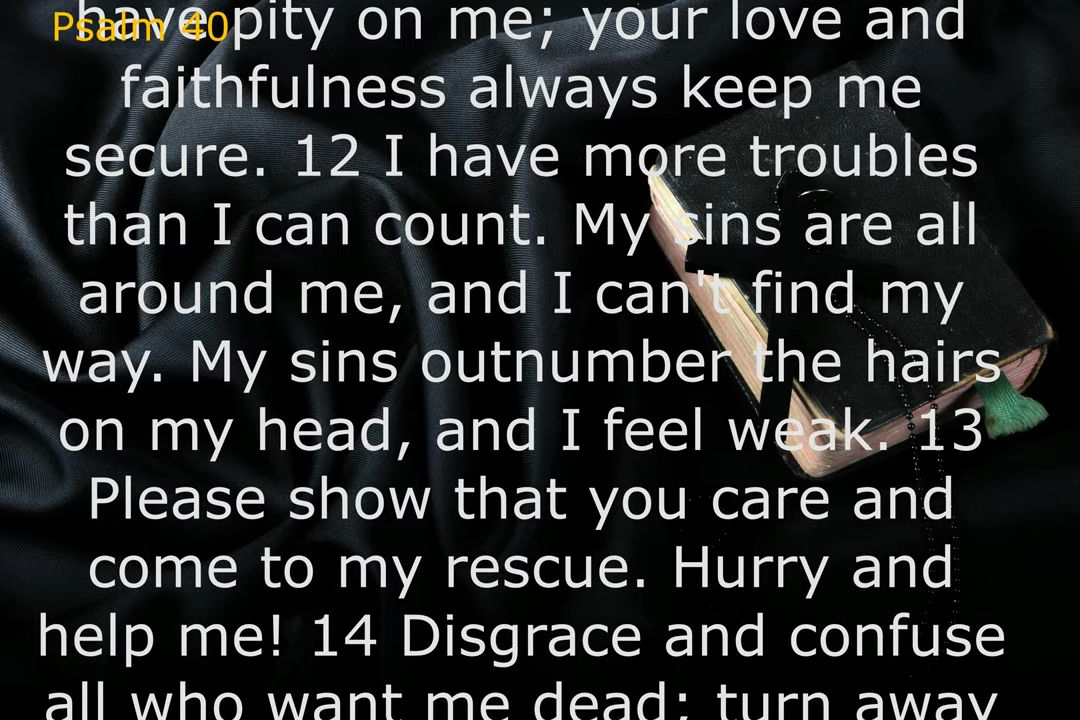 Psalm 40
have pity on me; your love and
faithfulness always keep me
secure. 12 I have more troubles
than I can count. My sins are all
around me, and I can't find my
way. My sins outnumber the hairs
on my head, and I feel weak. 13
Please show that you care and
come to my rescue. Hurry and
help me! 14 Disgrace and confuse
all who want me dead; turn away